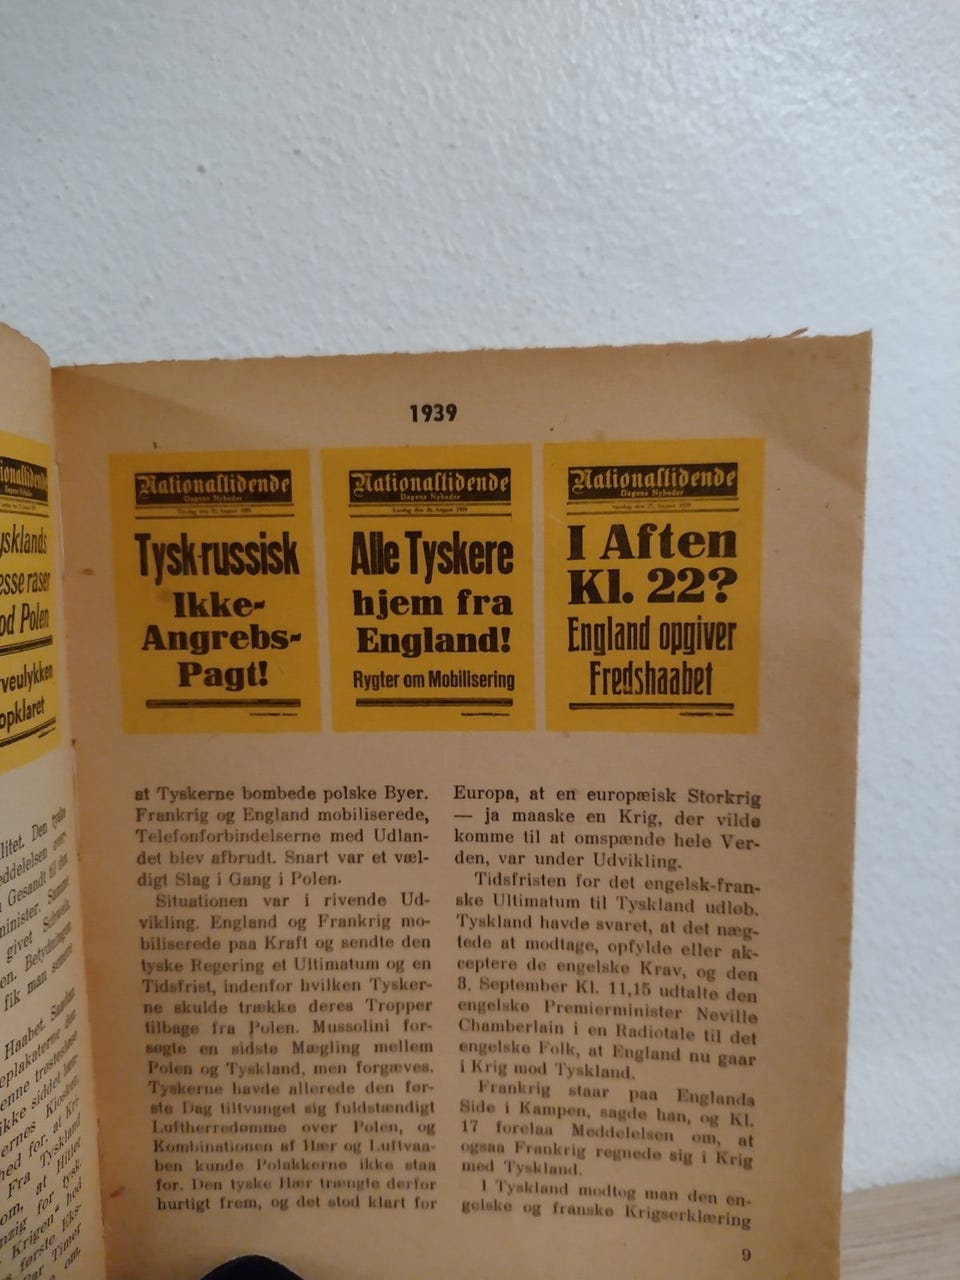 1939
Nationaltidende
Dagens Nyheder
Tysk-russisk
Ikke-
Angrebs-
Pagt!
Nationaltidende
Dagens Nyheder
Alle Tyskere
hjem fra
England!
Rygter om Mobilisering
Nationaltidende
Dagens Nyheder
I Aften
Kl. 22?
England opgiver
Fredshaabet
at Tyskerne bombede polske Byer.
Frankrig og England mobiliserede,
Telefonforbindelserne med Udlan-
det blev afbrudt. Snart var et væl-
digt Slag i Gang i Polen.
Situationen var i rivende Ud-
vikling. England og Frankrig mo-
biliserede paa Kraft og sendte den
tyske Regering et Ultimatum og en
Tidsfrist, indenfor hvilken Tysker-
ne skulde trække deres Tropper
tilbage fra Polen. Mussolini for-
søgte en sidste Mægling mellem
Polen og Tyskland, men forgæves.
Tyskerne havde allerede den før-
ste Dag tiltvunget sig fuldstændigt
Luftherredømme over Polen, og
Kombinationen af Hær og Luftvaa-
ben kunde Polakkerne ikke staa
for. Den tyske Hær trængte derfor
hurtigt frem, og det stod klart for
Europa, at en europæisk Storkrig
— ja maaske en Krig, der vilde
komme til at omspænde hele Ver-
den, var under Udvikling.
Tidsfristen for det engelsk-fran-
ske Ultimatum til Tyskland udløb.
Tyskland havde svaret, at det næg-
tede at modtage, opfylde eller ak-
ceptere de engelske Krav, og den
3. September Kl. 11,15 udtalte den
engelske Premierminister Neville
Chamberlain i en Radiotale til det
engelske Folk, at England nu gaar
i Krig mod Tyskland.
Frankrig staar paa Englands
Side i Kampen, sagde han, og Kl.
17 forelaa Meddelelsen om, at
ogsaa Frankrig regnede sig i Krig
med Tyskland.
I Tyskland modtog man den en-
gelske og franske Krigserklæring
9